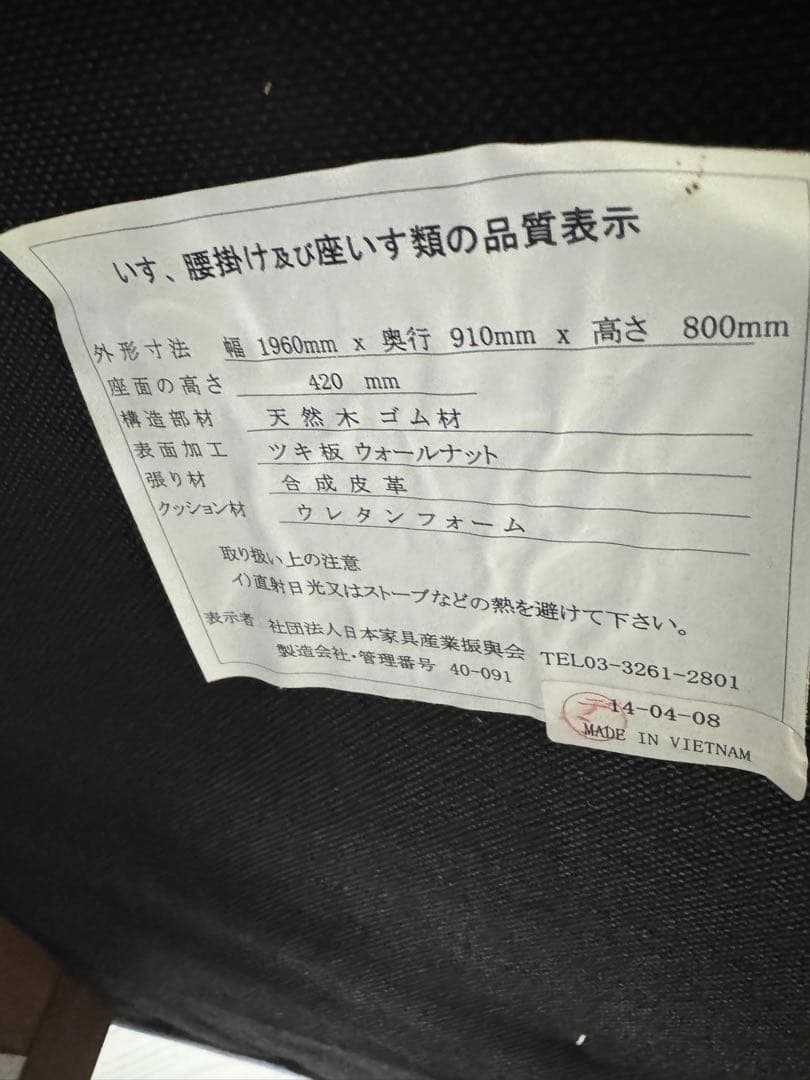 いす、腰掛け及び座いす類の品質表示
外形寸法 幅 1960mm x 奥行 910mm x 高さ 800mm
座面の高さ 420 mm
構造部材 天然木 ゴム材
表面加工 ツキ板 ウォールナット
張り材 合成皮革
クッション材 ウレタンフォーム
取り扱い上の注意
イ)直射日光又はストーブなどの熱を避けて下さい。
表示者 社団法人日本家具産業振興会 TEL03-3261-2801
製造会社・管理番号 40-091
14-04-08
MADE IN VIETNAM